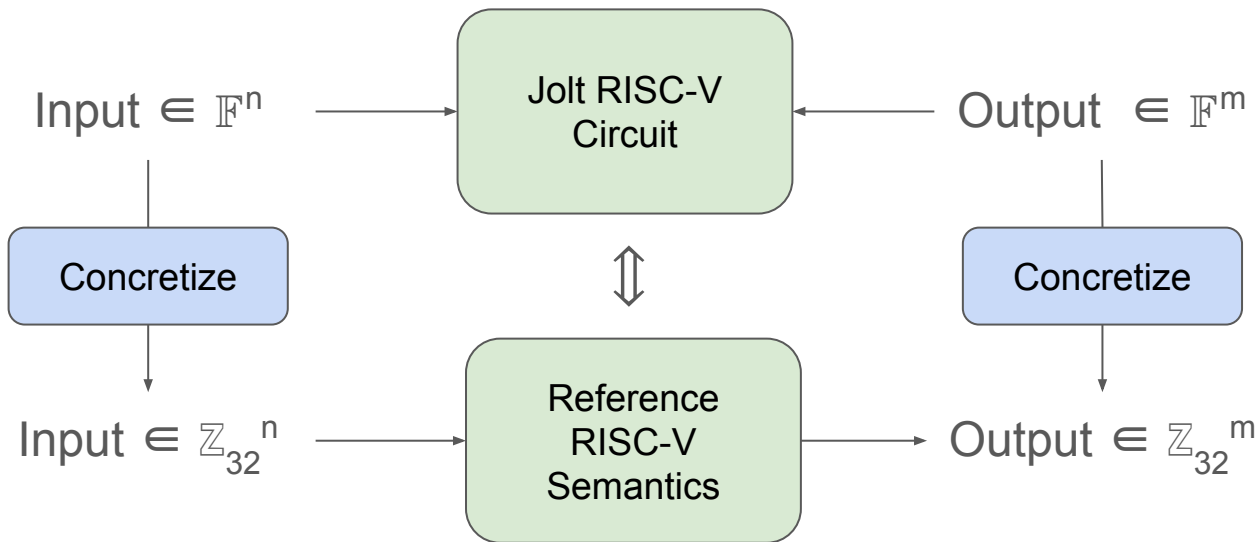 Input ∈ 𝔽ⁿ
Jolt RISC-V
Circuit
Output ∈ 𝔽ᵐ
Concretize
⇕
Concretize
Input ∈ ℤ₃₂ⁿ
Reference
RISC-V
Semantics
Output ∈ ℤ₃₂ᵐ